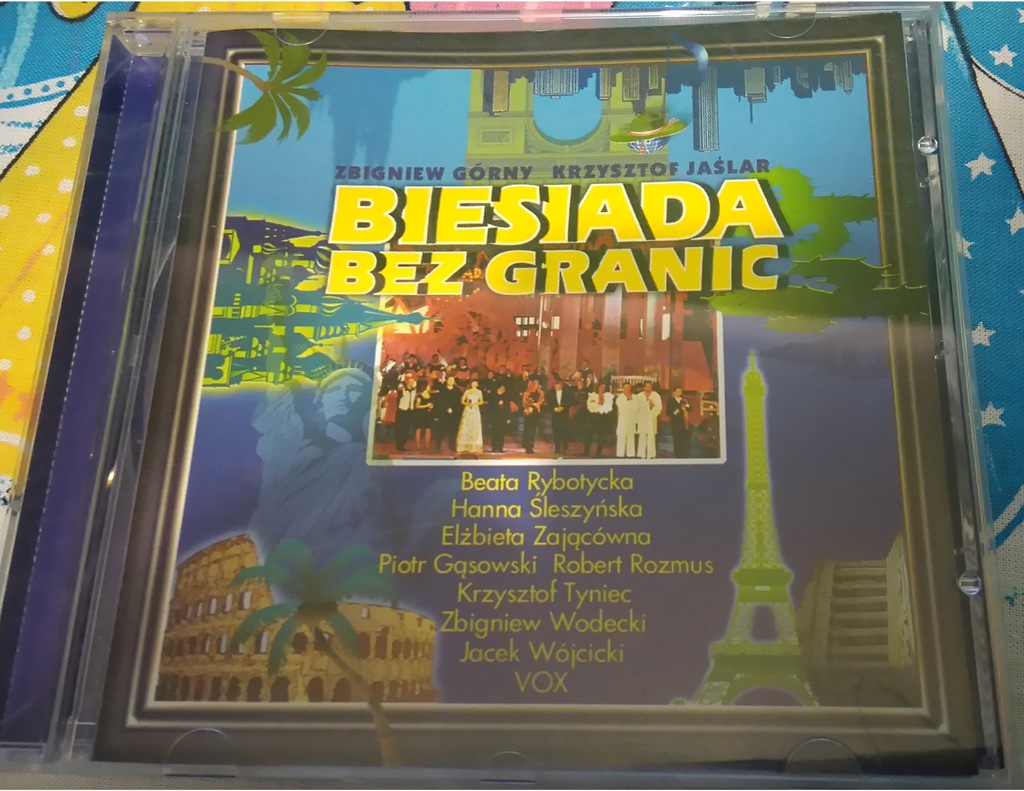 ZBIGNIEW GÓRNY KRZYSZTOF JAŚLAR
BIESIADA
BEZ GRANIC
Beata Rybotycka
Hanna Śleszyńska
Elżbieta Zającówna
Piotr Gąsowski Robert Rozmus
Krzysztof Tyniec
Zbigniew Wodecki
Jacek Wójcicki
VOX